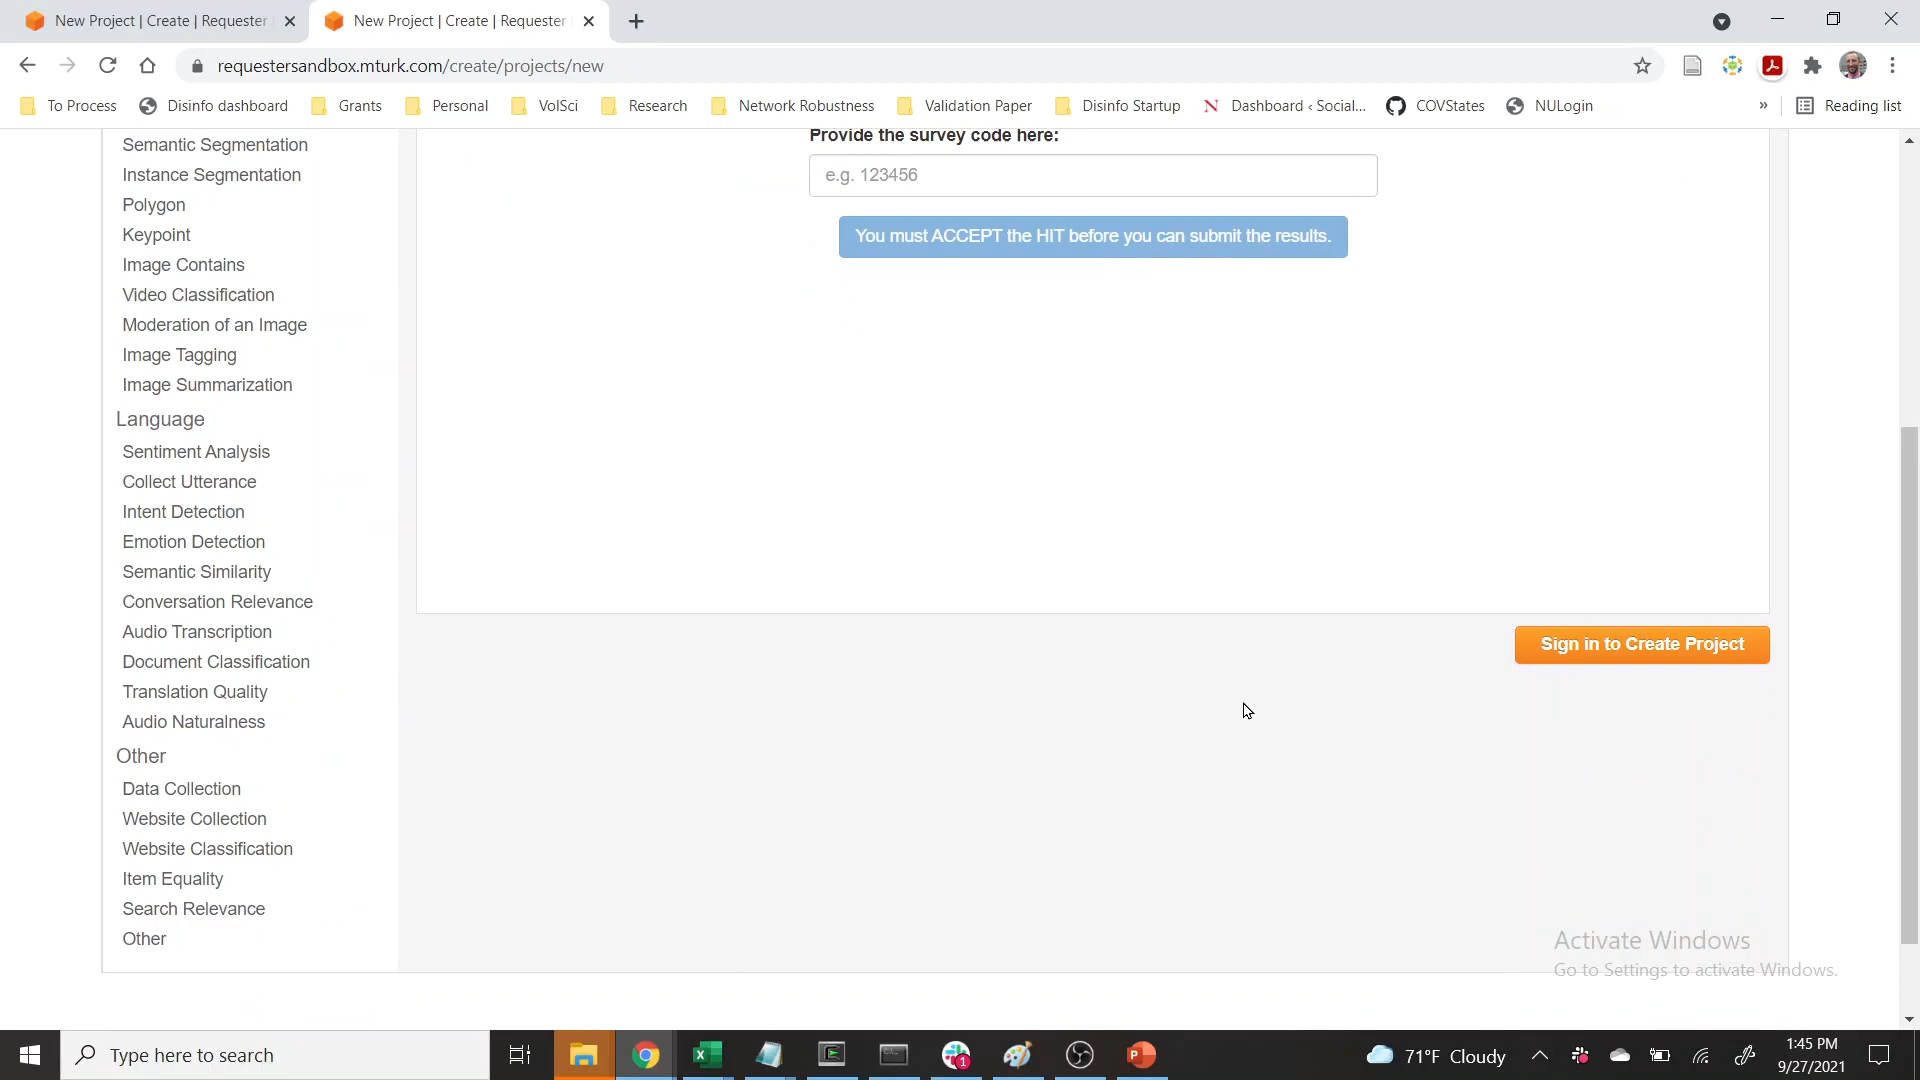 New Project | Create | Requester
New Project | Create | Requester
requestersandbox.mturk.com/create/projects/new
To Process
Disinfo dashboard
Grants
Personal
VolSci
Research
Network Robustness
Validation Paper
Disinfo Startup
Dashboard ‹ Social...
COVStates
NULogin
»
Reading list
Semantic Segmentation
Instance Segmentation
Polygon
Keypoint
Image Contains
Video Classification
Moderation of an Image
Image Tagging
Image Summarization
Language
Sentiment Analysis
Collect Utterance
Intent Detection
Emotion Detection
Semantic Similarity
Conversation Relevance
Audio Transcription
Document Classification
Translation Quality
Audio Naturalness
Other
Data Collection
Website Collection
Website Classification
Item Equality
Search Relevance
Other
Provide the survey code here:
e.g. 123456
You must ACCEPT the HIT before you can submit the results.
Sign in to Create Project
Activate Windows
Go to Settings to activate Windows.
Type here to search
1
71°F Cloudy
1:45 PM
9/27/2021